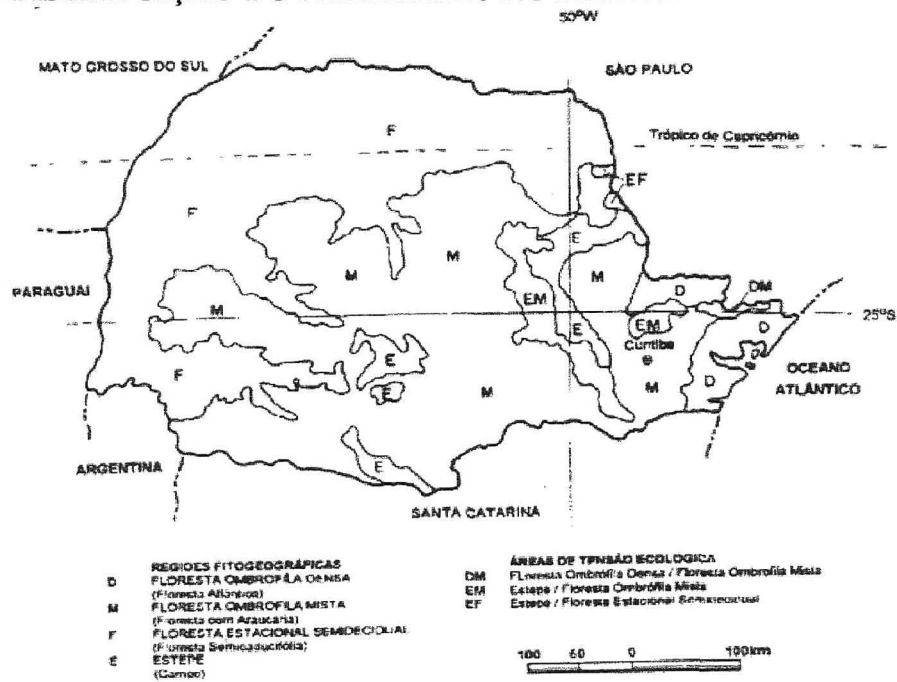 50°W
MATO GROSSO DO SUL
SÃO PAULO
F
Trópico de Capricórnio
EF
F
E
M
M
M
D
DM
PARAGUAI
M
EM
25°S
EM
D
E
Curitiba
E
D
F
E
M
M
D
OCEANO
ATLÂNTICO
E
ARGENTINA
SANTA CATARINA
REGIÕES FITOGEOGRÁFICAS
D FLORESTA OMBRÓFILA DENSA
(Floresta Atlântica)
M FLORESTA OMBRÓFILA MISTA
(Floresta com Araucária)
F FLORESTA ESTACIONAL SEMIDECIDUAL
(Floresta Semicaducifólia)
E ESTEPE
(Campo)
ÁREAS DE TENSÃO ECOLÓGICA
DM Floresta Ombrófila Densa / Floresta Ombrófila Mista
EM Estepe / Floresta Ombrófila Mista
EF Estepe / Floresta Estacional Semidecidual
100 50 0 100km